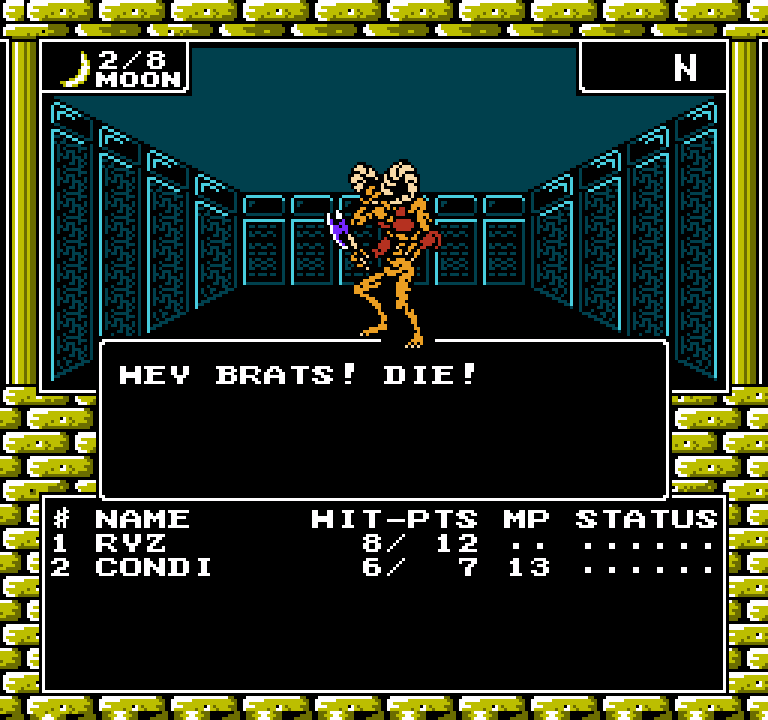 2/8
MOON
N
HEY BRATS! DIE!
# NAME HIT-PTS MP STATUS
1 RYZ 8/ 12 .. ......
2 CONDI 6/ 7 13 ......